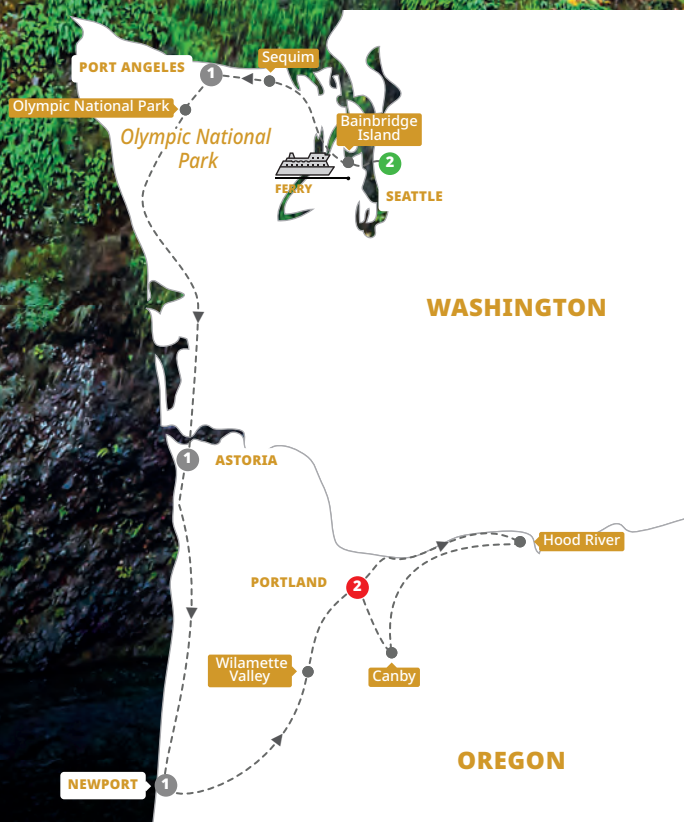 Sequim
PORT ANGELES
1
Olympic National Park
Olympic National
Park
Bainbridge
Island
2
FERRY
SEATTLE
WASHINGTON
1
ASTORIA
Hood River
PORTLAND
2
Wilamette
Valley
Canby
OREGON
NEWPORT
1